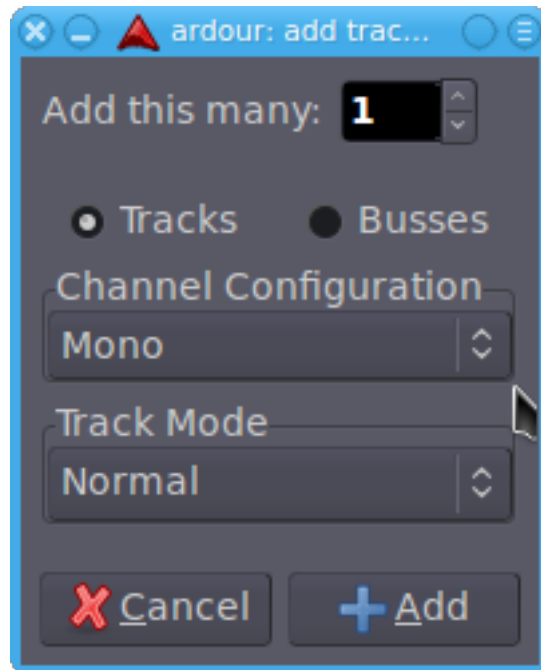 ardour: add trac...
Add this many: 1
Tracks Busses
Channel Configuration
Mono
Track Mode
Normal
Cancel Add